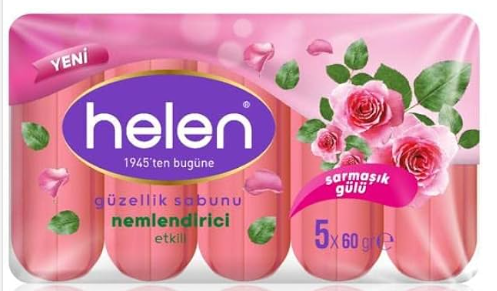 YENİ
helen®
1945'ten bugüne
güzellik sabunu
nemlendirici
etkili
sarmaşık
gülü
5x60 gr℮